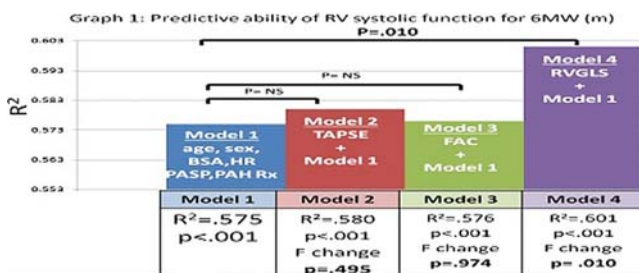 Graph 1: Predictive ability of RV systolic function for 6MW (m)
P=.010
0.603
0.593
0.583
0.573
0.563
0.553
R²
P= NS
P= NS
Model 1
age, sex,
BSA,HR
PASP,PAH Rx
Model 2
TAPSE
+
Model 1
Model 3
FAC
+
Model 1
Model 4
RVGLS
+
Model 1
Model 1 Model 2 Model 3 Model 4
R²=.575
p<.001
R²=.580
p<.001
F change
p=.495
R²=.576
p<.001
F change
p=.974
R²=.601
p<.001
F change
p= .010